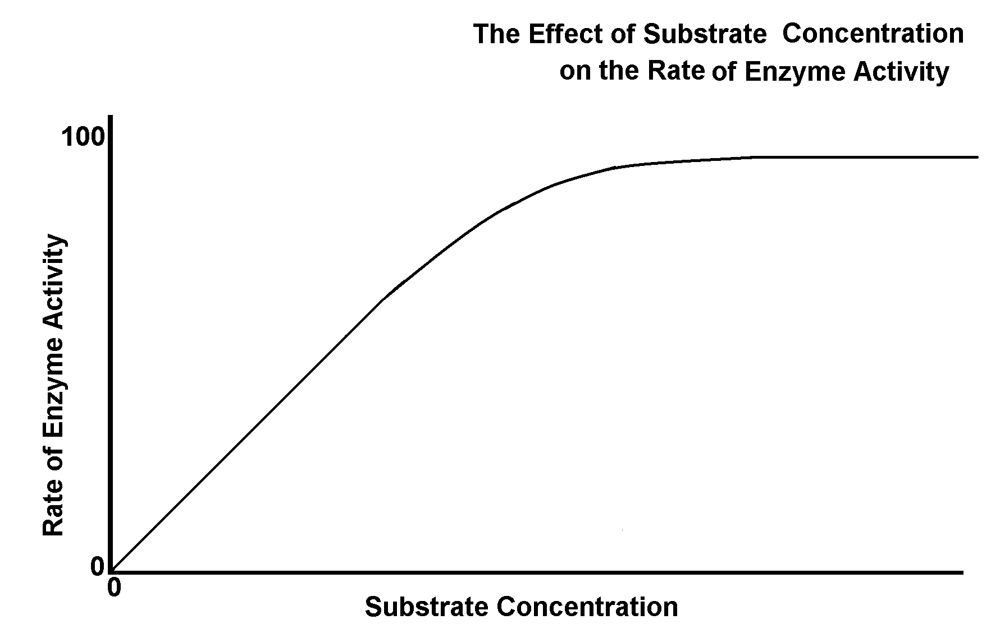 The Effect of Substrate Concentration
on the Rate of Enzyme Activity
100
Rate of Enzyme Activity
0
0
Substrate Concentration